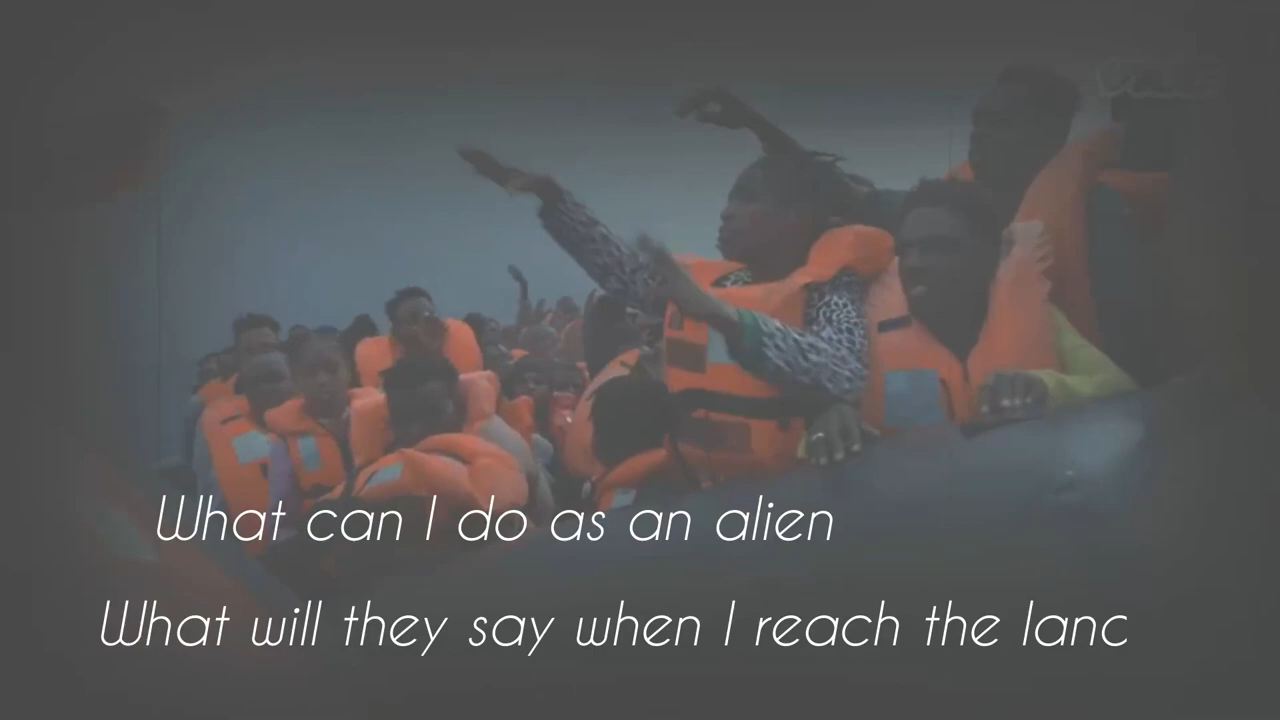 What can I do as an alien
What will they say when I reach the lanc